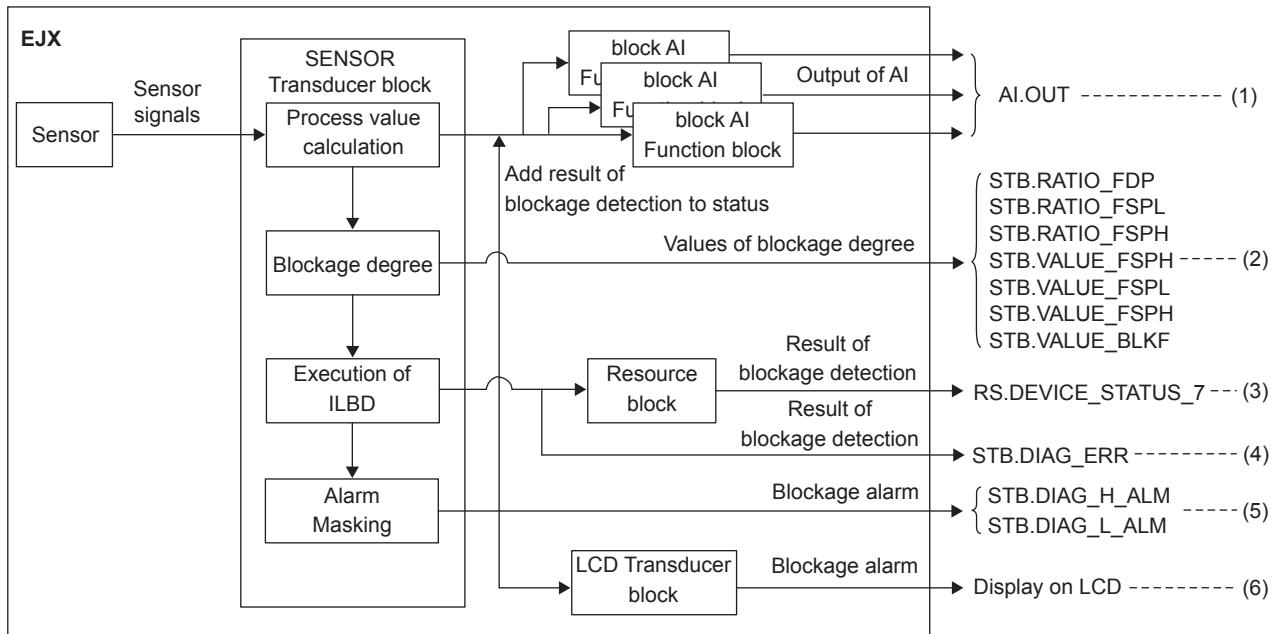 EJX
Sensor
Sensor
signals
SENSOR
Transducer block
Process value
calculation
Blockage degree
Execution of
ILBD
Alarm
Masking
block AI
Fu
block AI
Fu
block AI
Function block
Output of AI
AI.OUT
(1)
Add result of
blockage detection to status
Values of blockage degree
STB.RATIO_FDP
STB.RATIO_FSPL
STB.RATIO_FSPH
STB.VALUE_FSPH
STB.VALUE_FSPL
STB.VALUE_FSPH
STB.VALUE_BLKF
(2)
Resource
block
Result of
blockage detection
RS.DEVICE_STATUS_7
(3)
Result of
blockage detection
STB.DIAG_ERR
(4)
Blockage alarm
STB.DIAG_H_ALM
STB.DIAG_L_ALM
(5)
LCD Transducer
block
Blockage alarm
Display on LCD
(6)